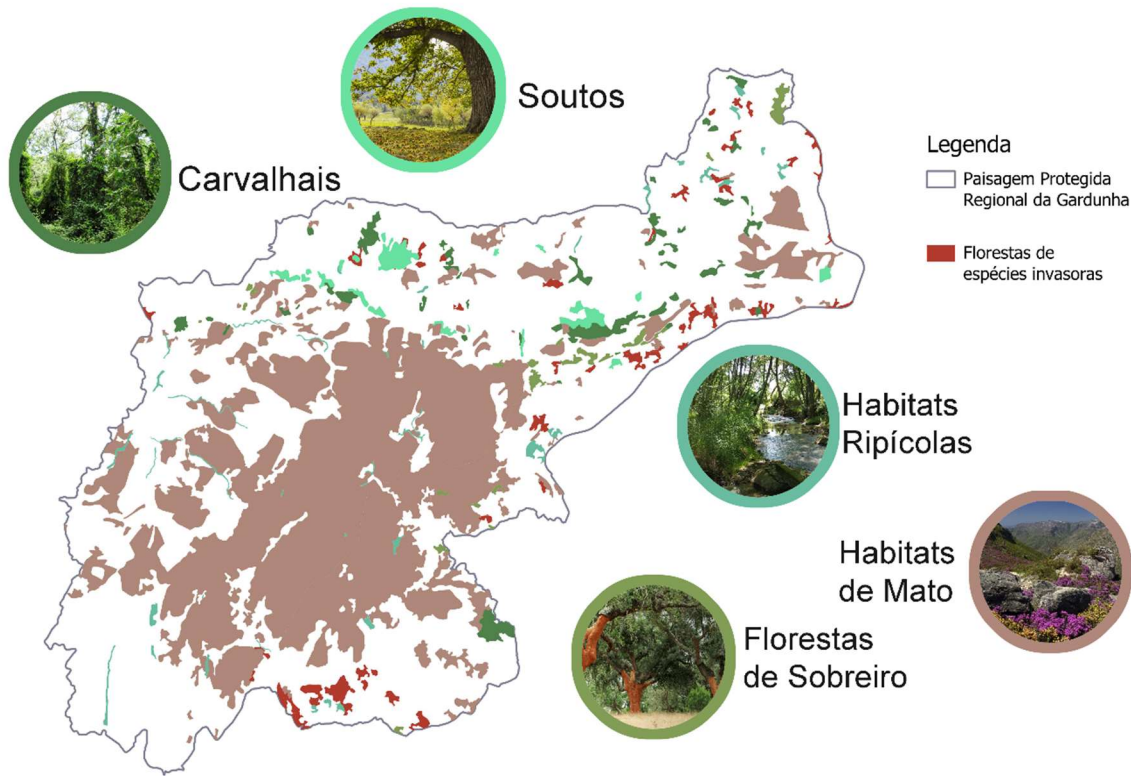 Soutos
Carvalhais
Legenda
Paisagem Protegida
Regional da Gardunha
Florestas de
espécies invasoras
Habitats
Ripícolas
Habitats
de Mato
Florestas
de Sobreiro